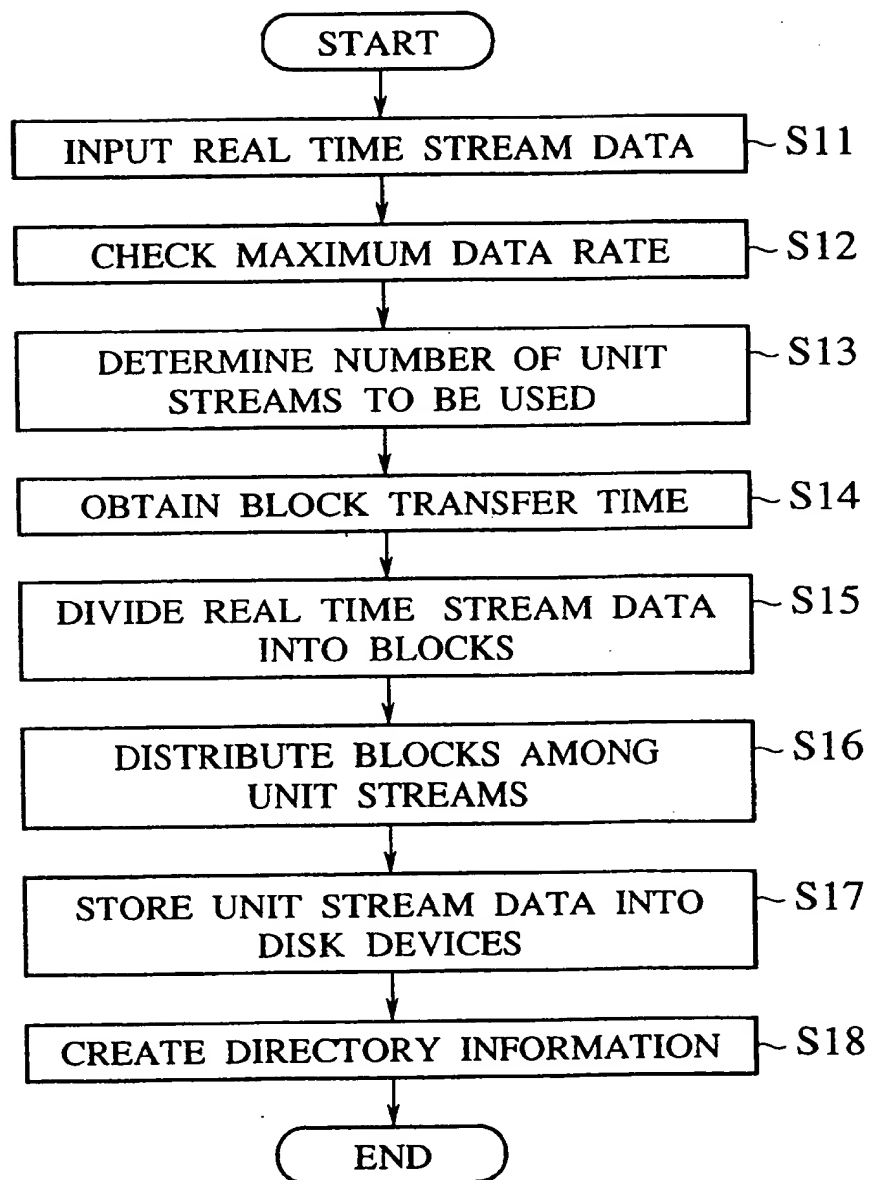 START
INPUT REAL TIME STREAM DATA ~S11
CHECK MAXIMUM DATA RATE ~S12
DETERMINE NUMBER OF UNIT ~S13
STREAMS TO BE USED
OBTAIN BLOCK TRANSFER TIME ~S14
DIVIDE REAL TIME STREAM DATA ~S15
INTO BLOCKS
DISTRIBUTE BLOCKS AMONG ~S16
UNIT STREAMS
STORE UNIT STREAM DATA INTO ~S17
DISK DEVICES
CREATE DIRECTORY INFORMATION ~S18
END